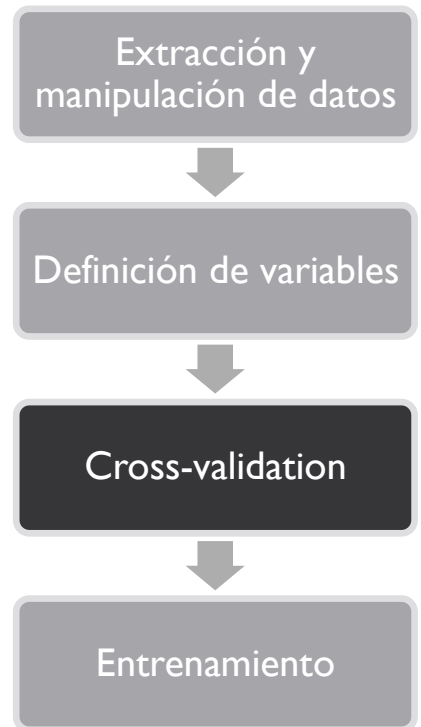 Extracción y
manipulación de datos
Definición de variables
Cross-validation
Entrenamiento